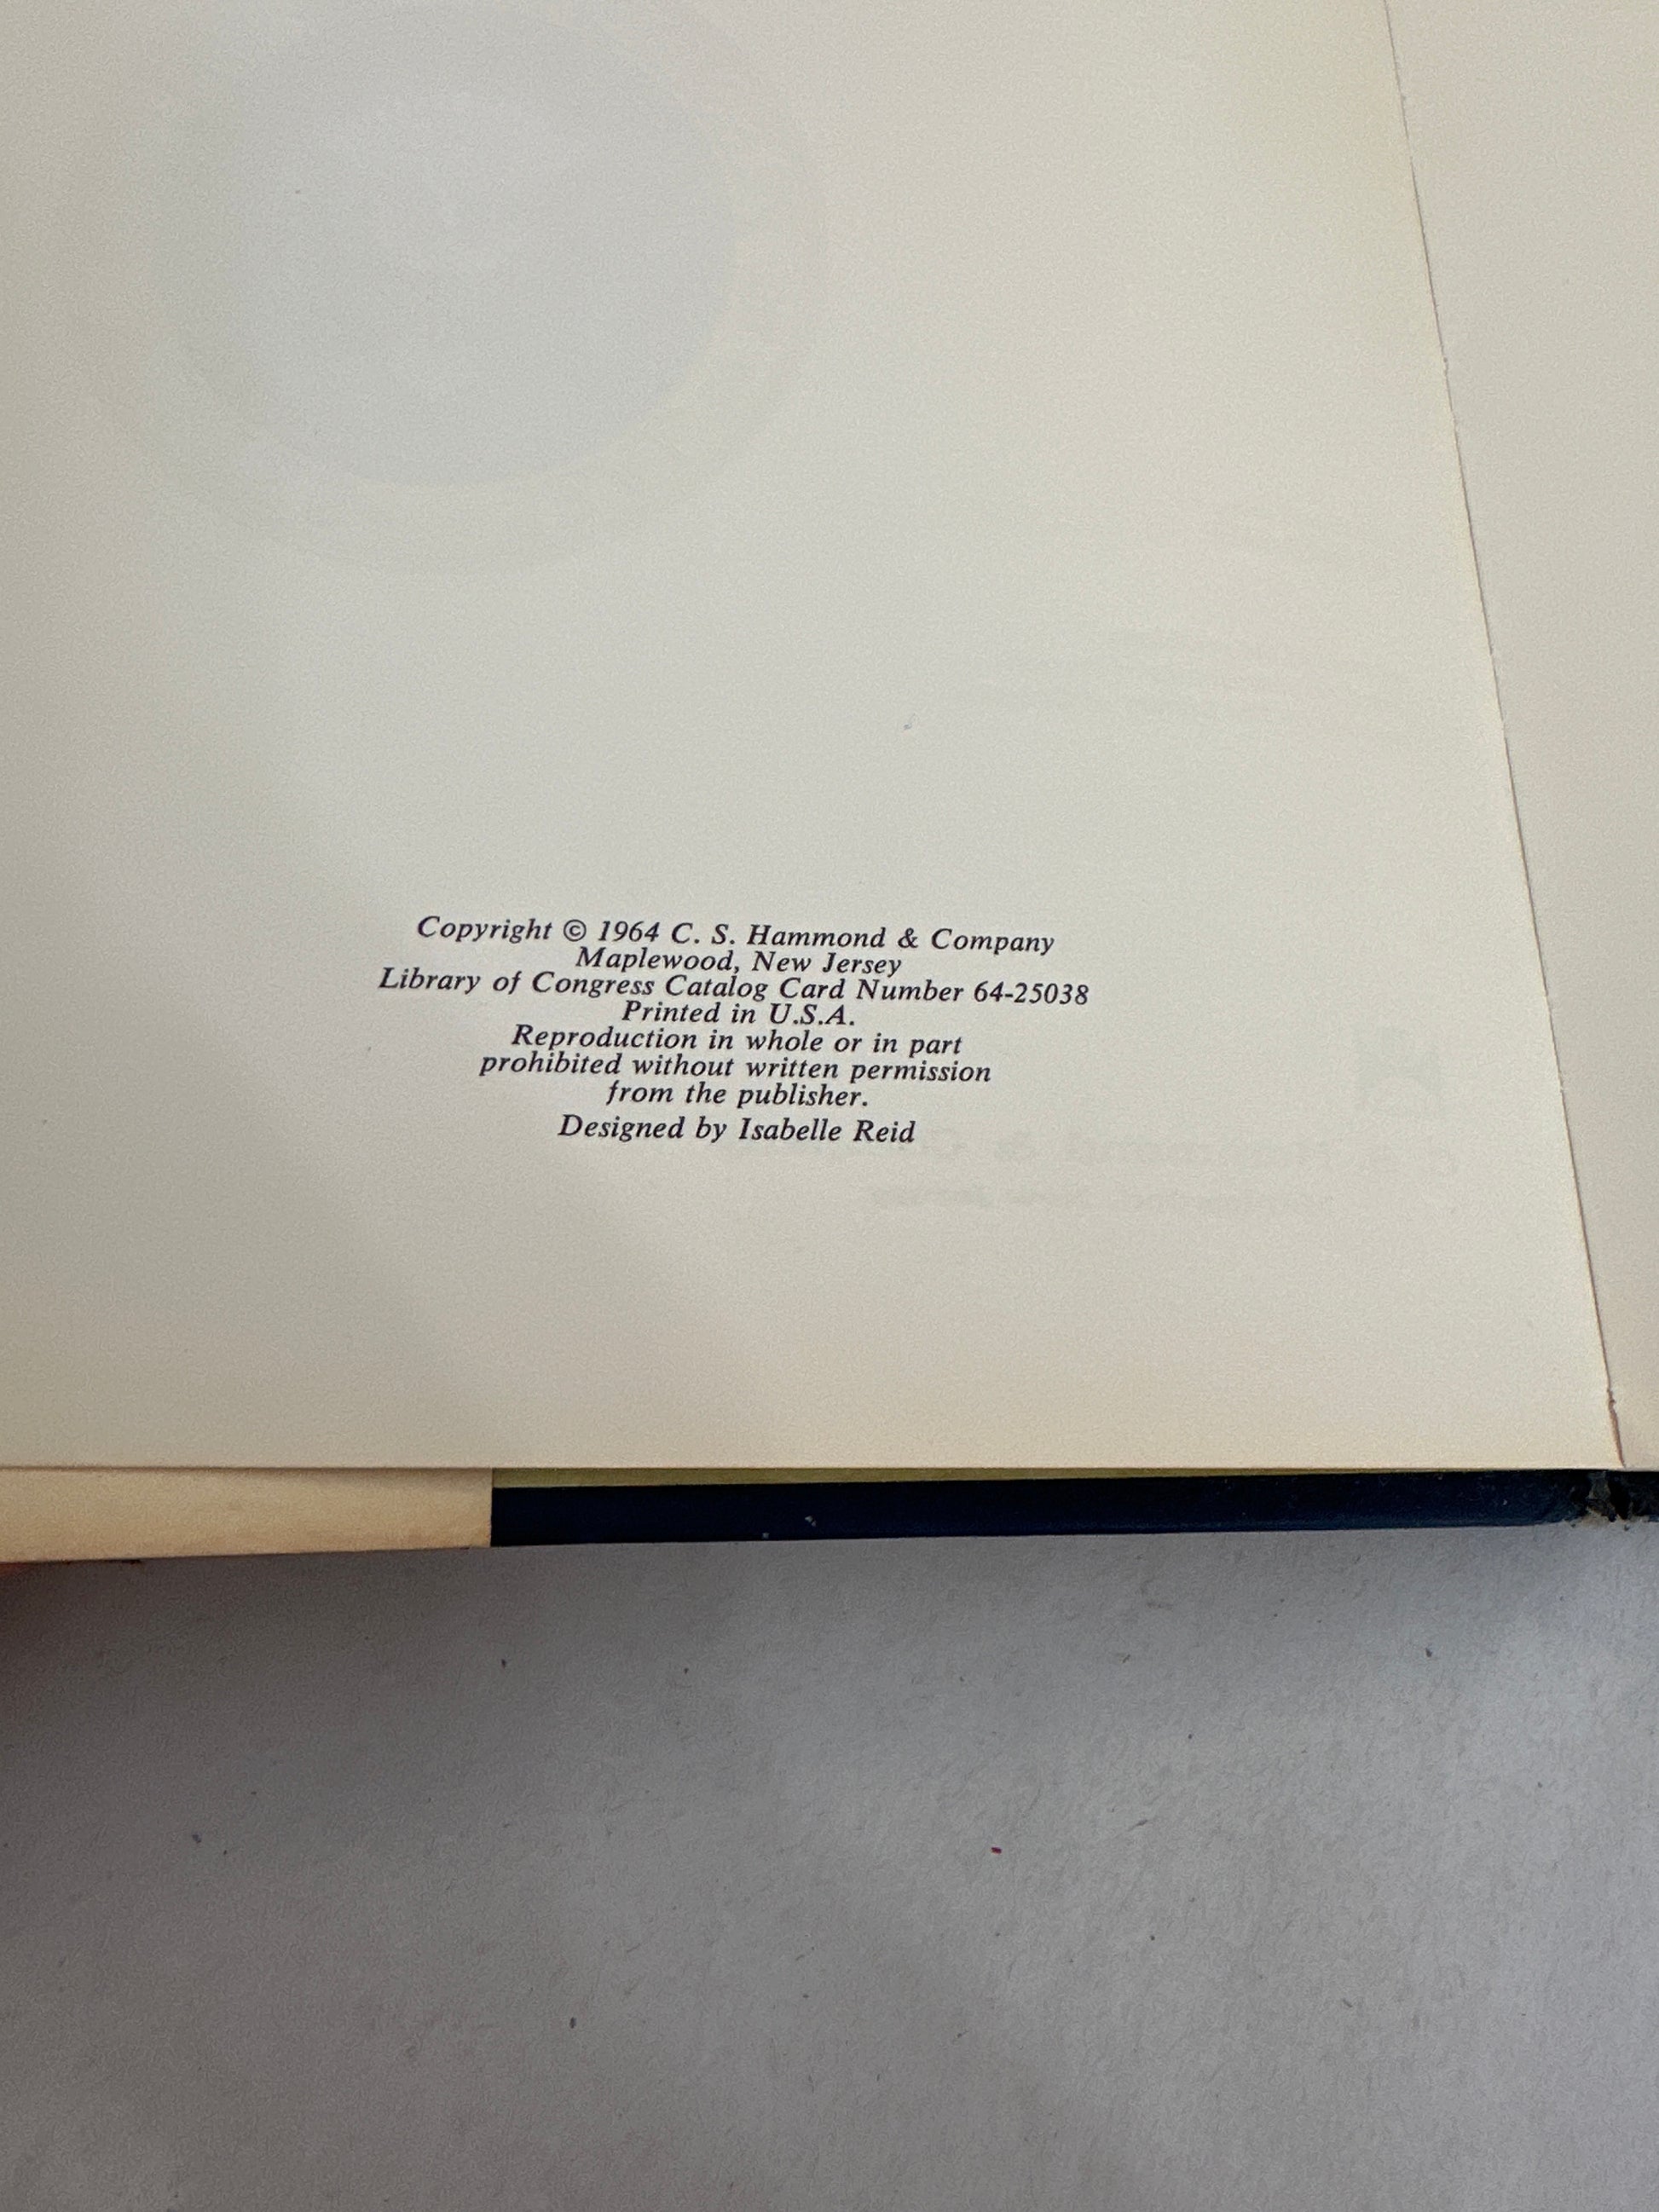 Copyright © 1964 C. S. Hammond & Company
Maplewood, New Jersey
Library of Congress Catalog Card Number 64-25038
Printed in U.S.A.
Reproduction in whole or in part
prohibited without written permission
from the publisher.
Designed by Isabelle Reid